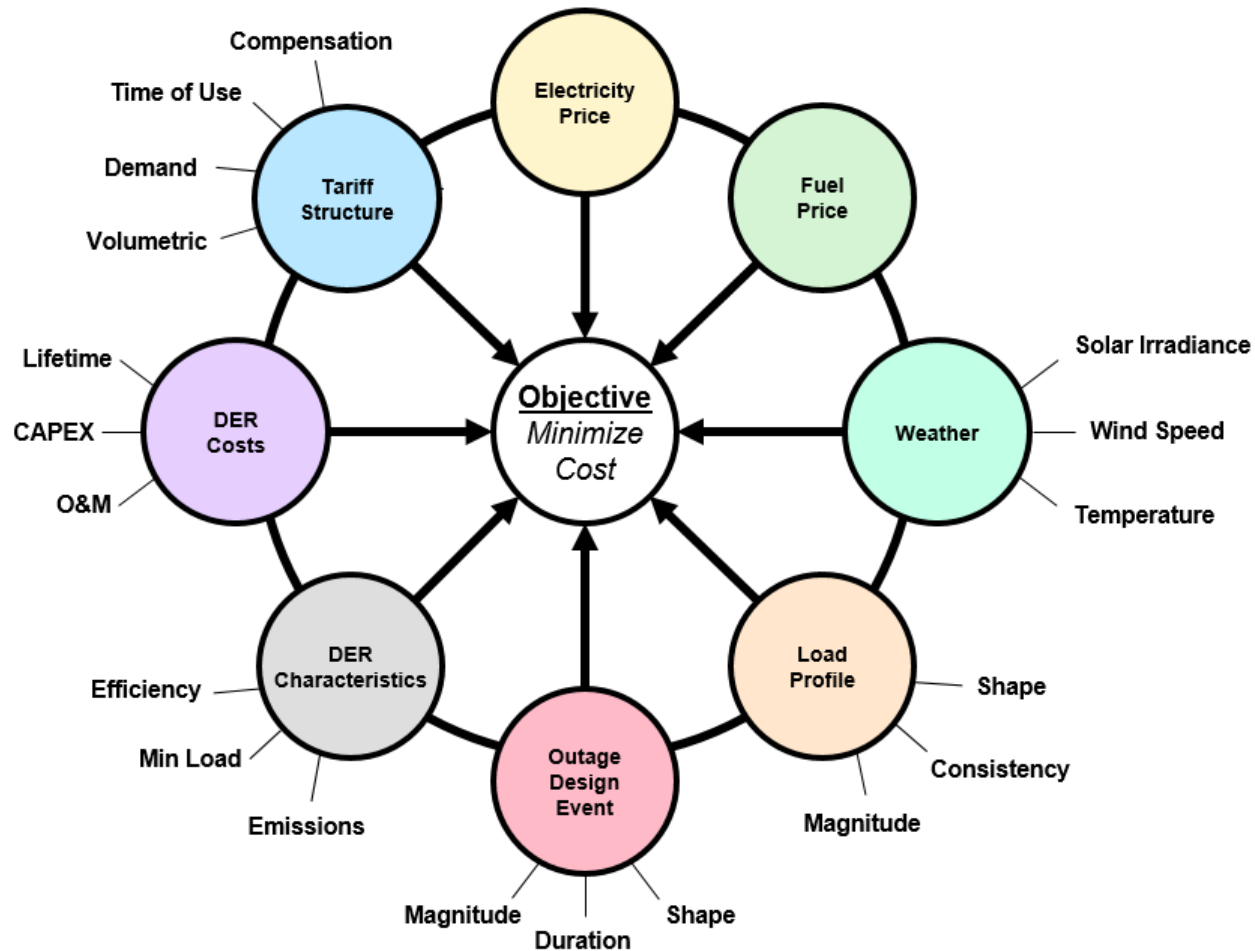 Compensation
Time of Use
Demand
Volumetric
Tariff
Structure
Electricity
Price
Fuel
Price
Lifetime
CAPEX
O&M
DER
Costs
Objective
Minimize
Cost
Weather
Solar Irradiance
Wind Speed
Temperature
Efficiency
Min Load
Emissions
DER
Characteristics
Outage
Design
Event
Magnitude
Duration
Shape
Load
Profile
Shape
Consistency
Magnitude